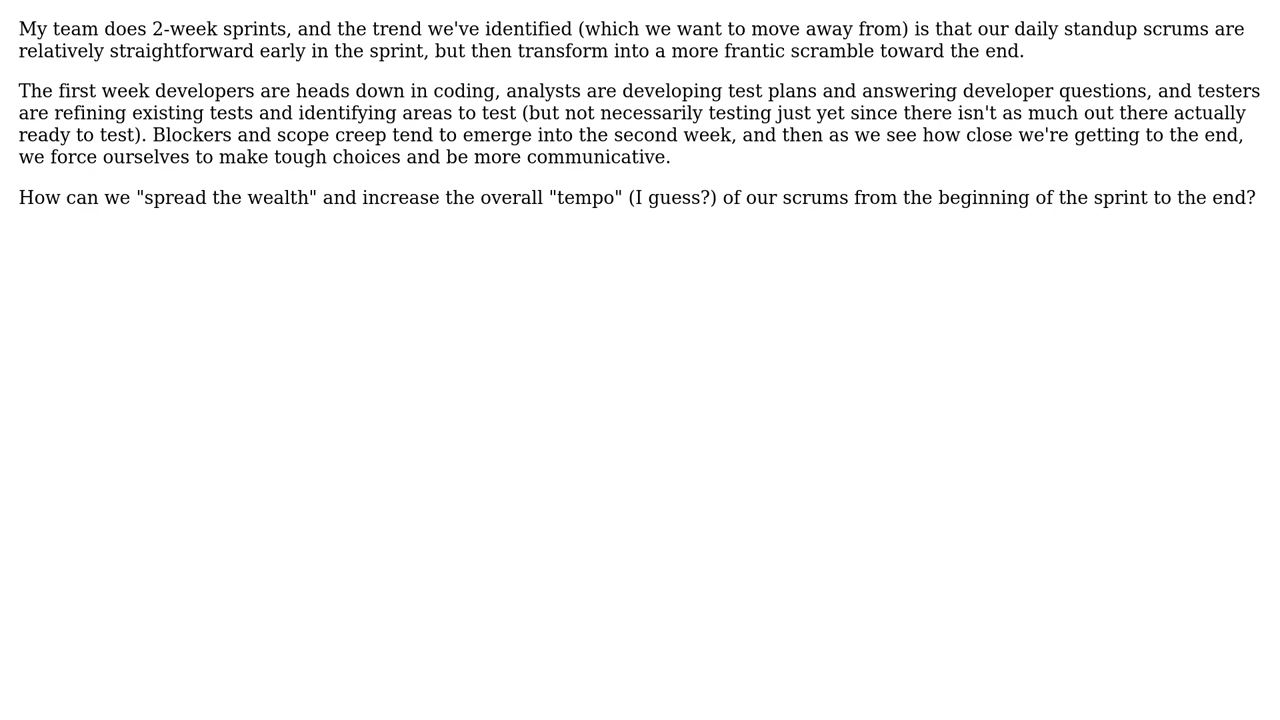 My team does 2-week sprints, and the trend we've identified (which we want to move away from) is that our daily standup scrums are
relatively straightforward early in the sprint, but then transform into a more frantic scramble toward the end.
The first week developers are heads down in coding, analysts are developing test plans and answering developer questions, and testers
are refining existing tests and identifying areas to test (but not necessarily testing just yet since there isn't as much out there actually
ready to test). Blockers and scope creep tend to emerge into the second week, and then as we see how close we're getting to the end,
we force ourselves to make tough choices and be more communicative.
How can we "spread the wealth" and increase the overall "tempo" (I guess?) of our scrums from the beginning of the sprint to the end?